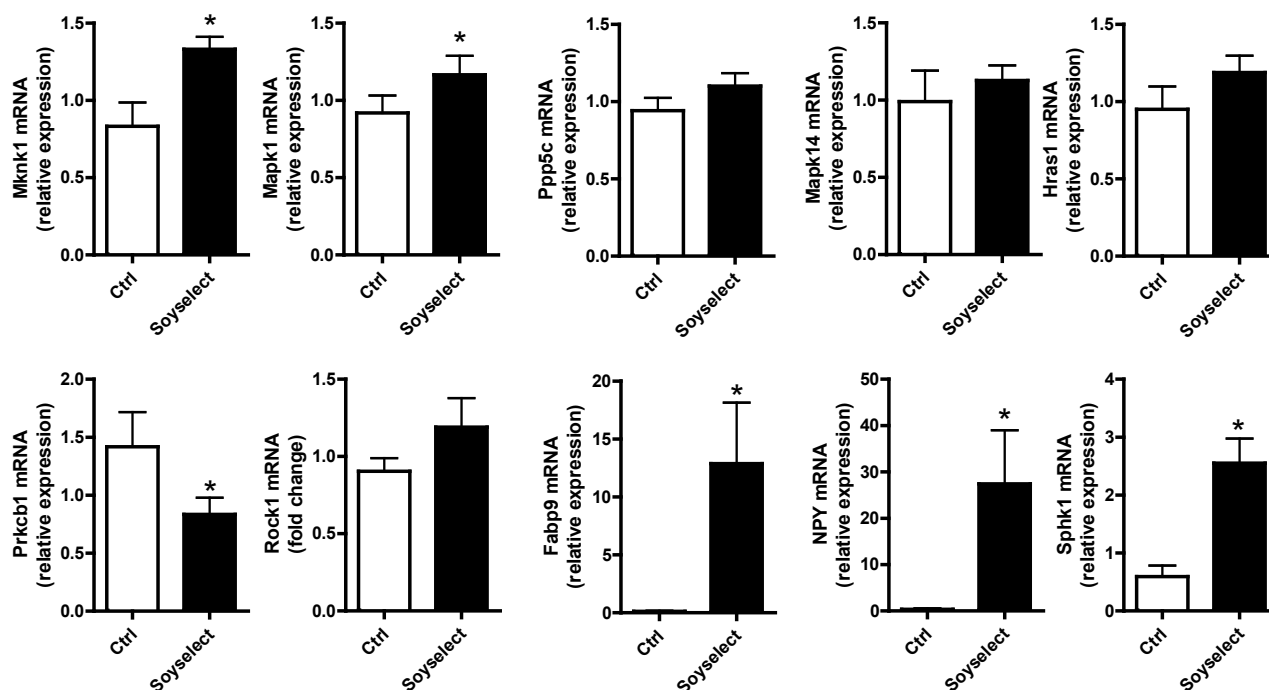 Mknk1 mRNA
(relative expression)
1.5
1.0
0.5
0.0
*
Ctrl
Soyselect
Mapk1 mRNA
(relative expression)
1.5
1.0
0.5
0.0
*
Ctrl
Soyselect
Ppp5c mRNA
(relative expression)
1.5
1.0
0.5
0.0
Ctrl
Soyselect
Mapk14 mRNA
(relative expression)
1.5
1.0
0.5
0.0
Ctrl
Soyselect
Hras1 mRNA
(relative expression)
1.5
1.0
0.5
0.0
Ctrl
Soyselect
Prkcb1 mRNA
(relative expression)
2.0
1.5
1.0
0.5
0.0
*
Ctrl
Soyselect
Rock1 mRNA
(fold change)
1.5
1.0
0.5
0.0
Ctrl
Soyselect
Fabp9 mRNA
(relative expression)
20
15
10
5
0
*
Ctrl
Soyselect
NPY mRNA
(relative expression)
50
40
30
20
10
0
*
Ctrl
Soyselect
Sphk1 mRNA
(relative expression)
4
3
2
1
0
*
Ctrl
Soyselect